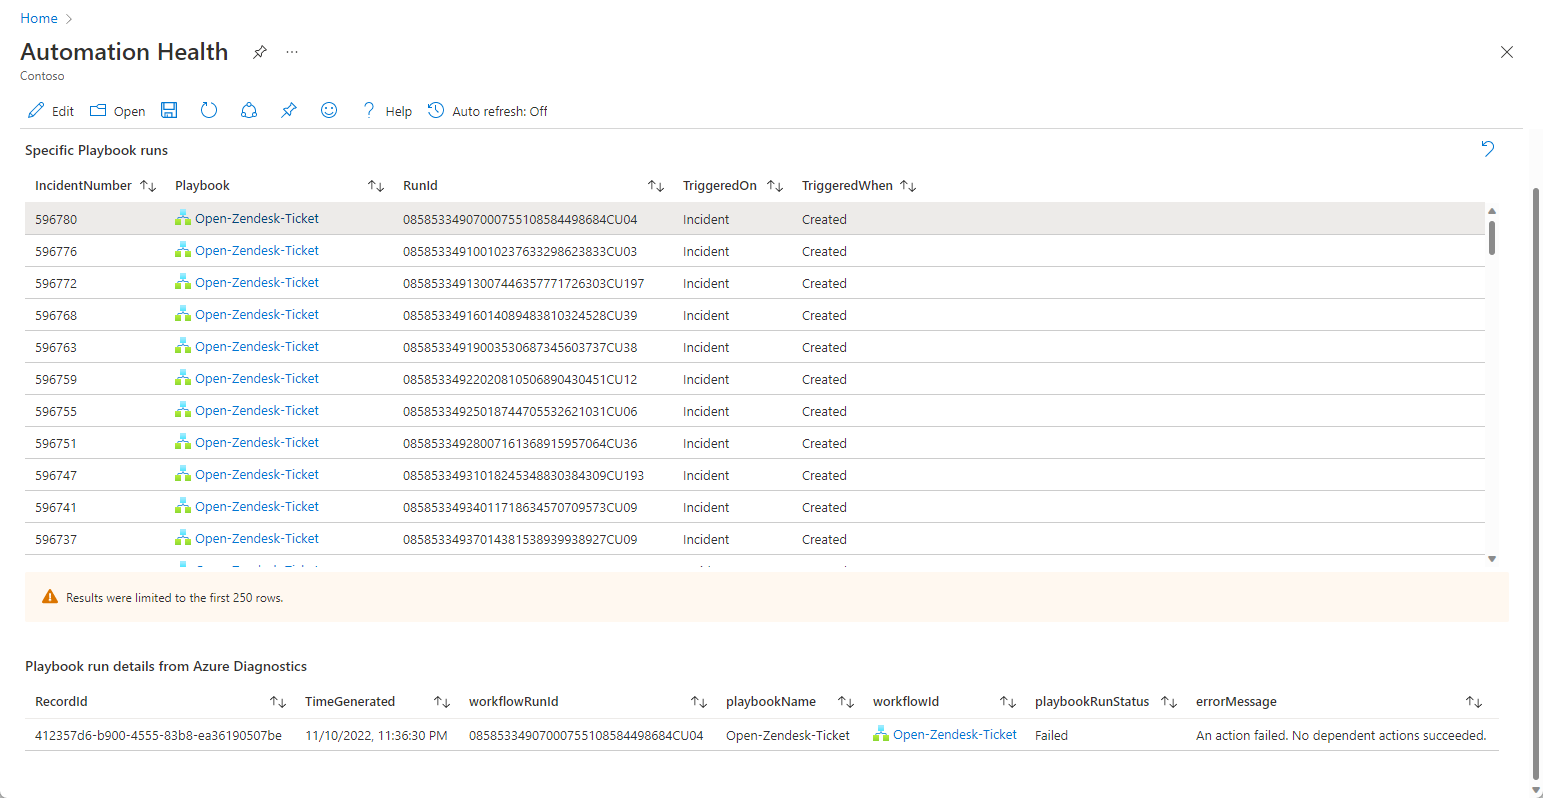 Home
Automation Health
Contoso
Edit Open Help Auto refresh: Off
Specific Playbook runs
IncidentNumber Playbook RunId TriggeredOn TriggeredWhen
596780 Open-Zendesk-Ticket 08585334907000755108584498684CU04 Incident Created
596776 Open-Zendesk-Ticket 08585334910010237633298623833CU03 Incident Created
596772 Open-Zendesk-Ticket 08585334913007446357771726303CU197 Incident Created
596768 Open-Zendesk-Ticket 08585334916014089483810324528CU39 Incident Created
596763 Open-Zendesk-Ticket 08585334919003530687345603737CU38 Incident Created
596759 Open-Zendesk-Ticket 08585334922020810506890430451CU12 Incident Created
596755 Open-Zendesk-Ticket 08585334925018744705532621031CU06 Incident Created
596751 Open-Zendesk-Ticket 08585334928007161368915957064CU36 Incident Created
596747 Open-Zendesk-Ticket 08585334931018245348830384309CU193 Incident Created
596741 Open-Zendesk-Ticket 08585334934011718634570709573CU09 Incident Created
596737 Open-Zendesk-Ticket 08585334937014381538939938927CU09 Incident Created
Results were limited to the first 250 rows.
Playbook run details from Azure Diagnostics
RecordId TimeGenerated workflowRunId playbookName workflowId playbookRunStatus errorMessage
412357d6-b900-4555-83b8-ea36190507be 11/10/2022, 11:36:30 PM 08585334907000755108584498684CU04 Open-Zendesk-Ticket Open-Zendesk-Ticket Failed An action failed. No dependent actions succeeded.